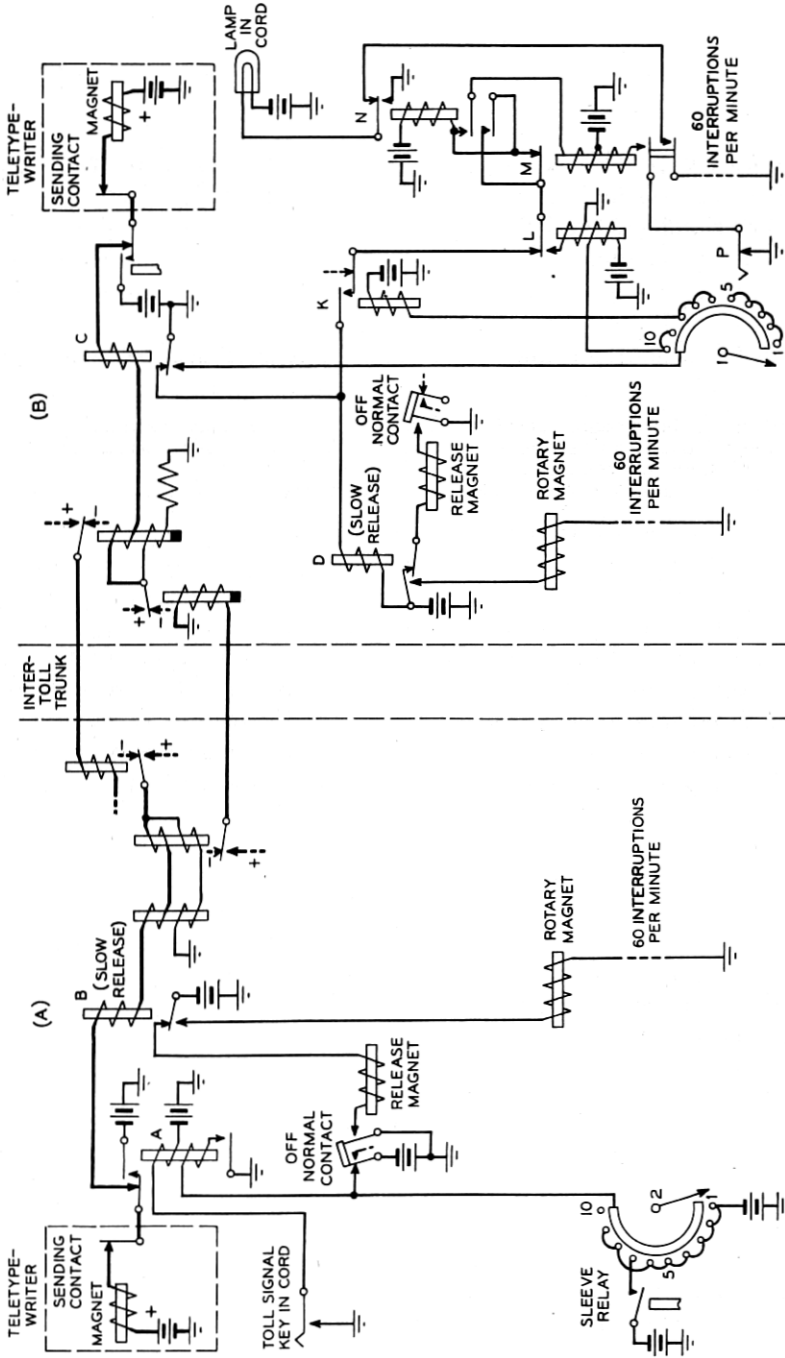 TELETYPE-
WRITER
SENDING
CONTACT
MAGNET
+
(A)
B
(SLOW
RELEASE)
A
TOLL SIGNAL
KEY IN CORD
OFF
NORMAL
CONTACT
RELEASE
MAGNET
ROTARY
MAGNET
60 INTERRUPTIONS
PER MINUTE
SLEEVE
RELAY
10
5
1
2
-
+
-
+
INTER-
TOLL
TRUNK
+
-
+
-
(B)
C
TELETYPE-
WRITER
SENDING
CONTACT
MAGNET
+
LAMP
IN
CORD
D
(SLOW
RELEASE)
OFF
NORMAL
CONTACT
RELEASE
MAGNET
ROTARY
MAGNET
60
INTERRUPTIONS
PER MINUTE
K
L
M
N
P
60
INTERRUPTIONS
PER MINUTE
10
5
1
1